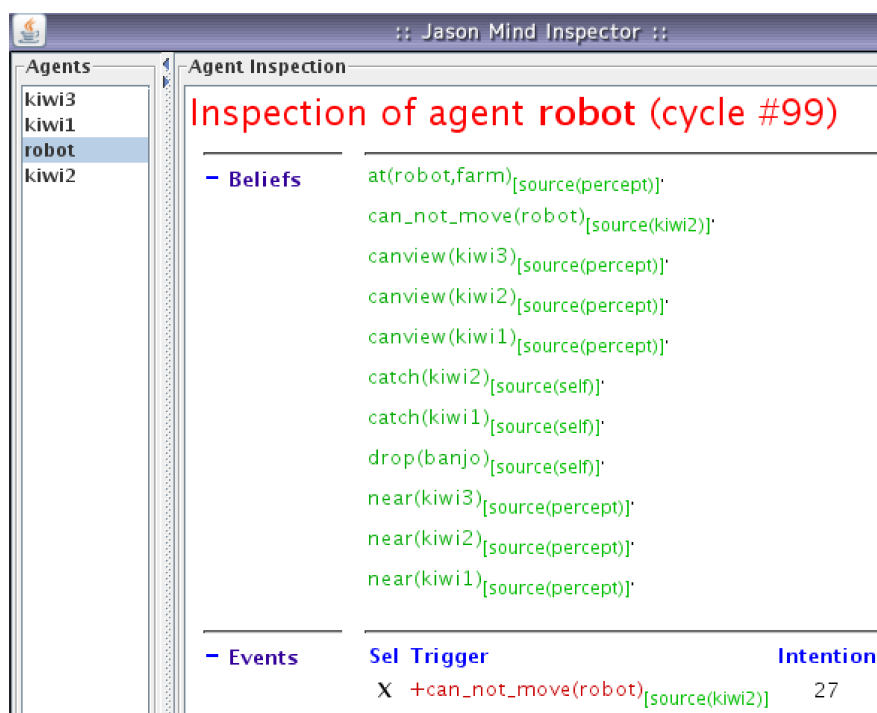 :: Jason Mind Inspector ::
Agents
kiwi3
kiwi1
robot
kiwi2
Agent Inspection
Inspection of agent robot (cycle #99)
− Beliefs
at(robot,farm)[source(percept)].
can_not_move(robot)[source(kiwi2)].
canview(kiwi3)[source(percept)].
canview(kiwi2)[source(percept)].
canview(kiwi1)[source(percept)].
catch(kiwi2)[source(self)].
catch(kiwi1)[source(self)].
drop(banjo)[source(self)].
near(kiwi3)[source(percept)].
near(kiwi2)[source(percept)].
near(kiwi1)[source(percept)].
− Events
Sel Trigger Intention
X +can_not_move(robot)[source(kiwi2)] 27